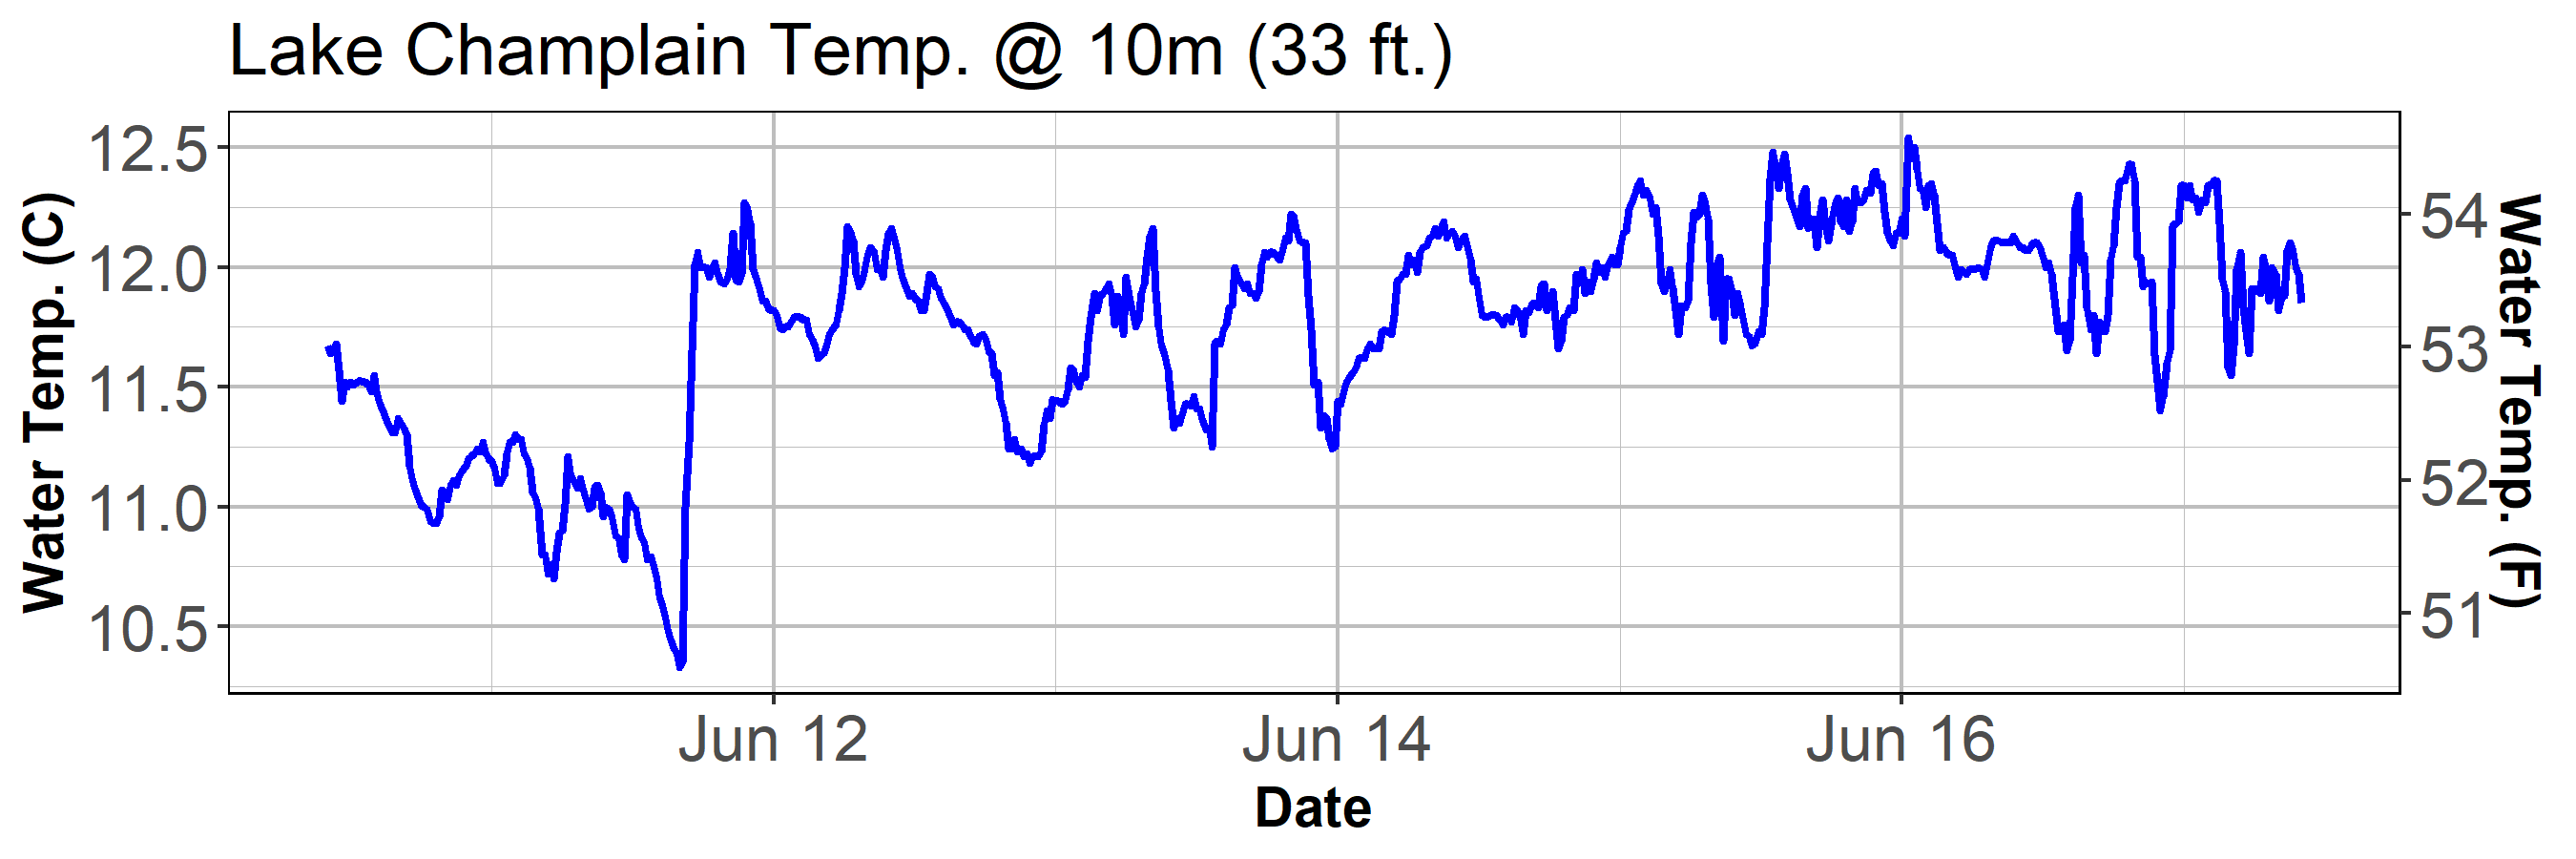 Lake Champlain Temp. @ 10m (33 ft.)
Water Temp. (C)
12.5
12.0
11.5
11.0
10.5
54
53
52
51
Water Temp. (F)
Jun 12
Jun 14
Jun 16
Date